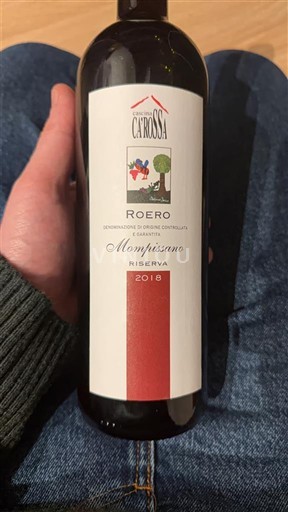 CASCINA
CA'ROSSA
ROERO
DENOMINAZIONE DI ORIGINE CONTROLLATA
E GARANTITA
Mompissano
RISERVA
2018